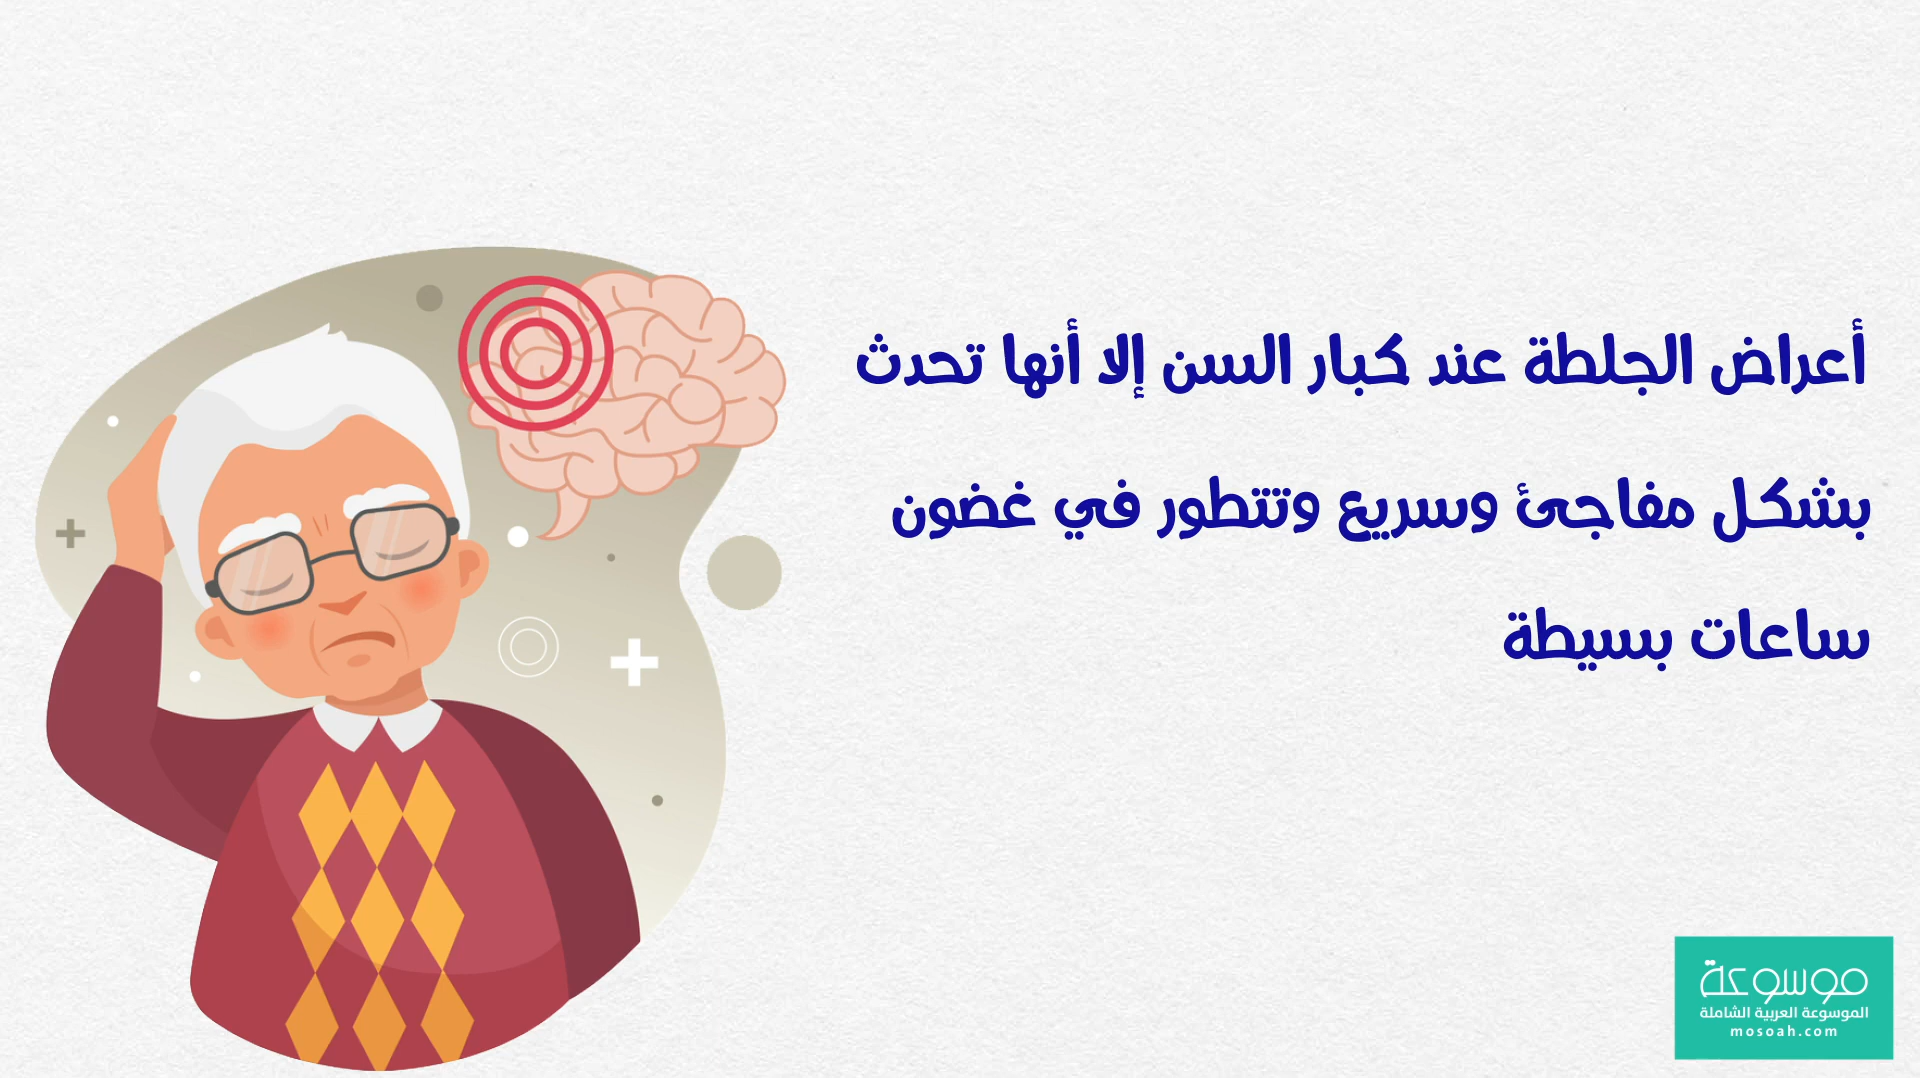 أعراض الجلطة عند كبار السن إلا أنها تحدث
بشكل مفاجئ وسريع وتتطور في غضون
ساعات بسيطة
موسوعة
الموسوعة العربية الشاملة
mosoah.com